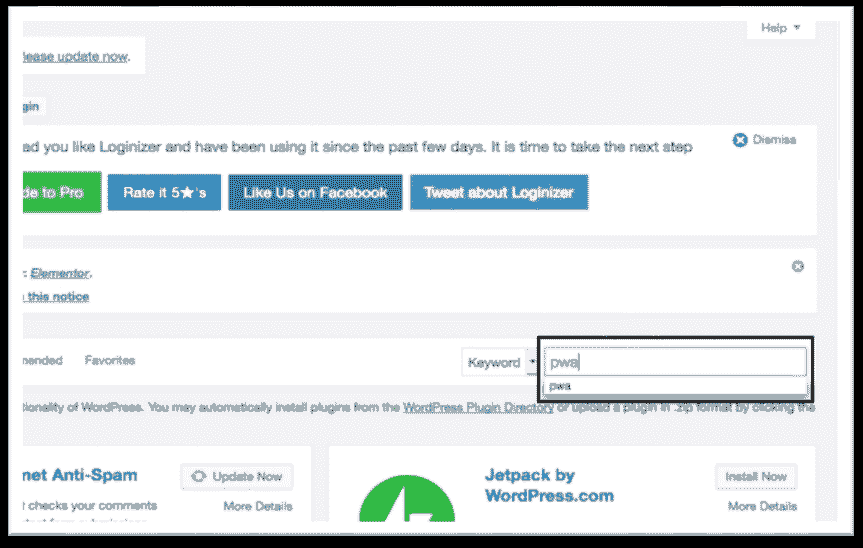 Help
lease update now.
gin
ad you like Loginizer and have been using it since the past few days. It is time to take the next step
Dismiss
de to Pro Rate it 5★'s Like Us on Facebook Tweet about Loginizer
: Elementor.
this notice
mended Favorites Keyword pwa
pwa
tionality of WordPress. You may automatically install plugins from the WordPress Plugin Directory or upload a plugin in .zip format by clicking the
net Anti-Spam Update Now Jetpack by Install Now
WordPress.com
t checks your comments More Details More Details